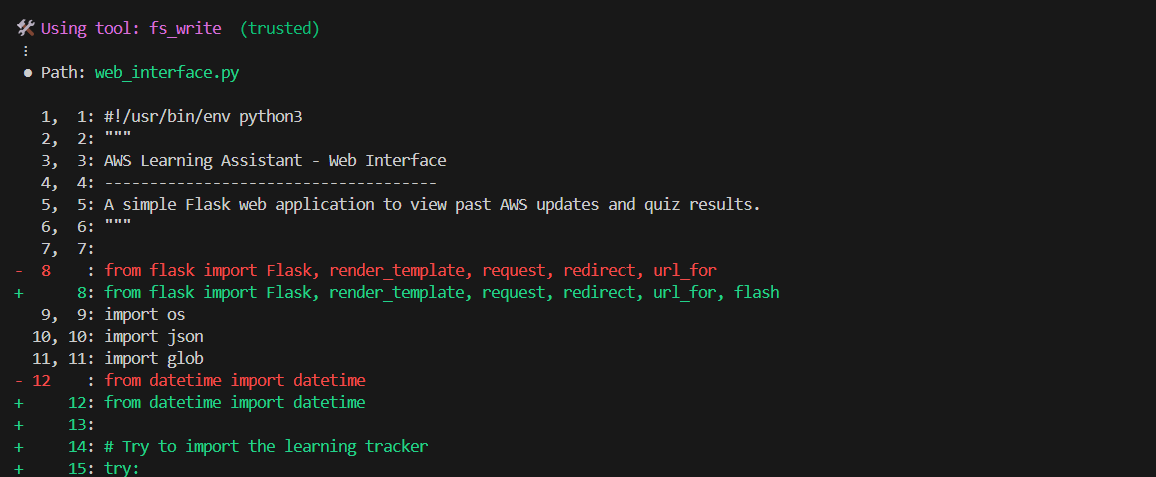 🛠️ Using tool: fs_write (trusted)
⋮
● Path: web_interface.py
1, 1: #!/usr/bin/env python3
2, 2: """
3, 3: AWS Learning Assistant - Web Interface
4, 4: -------------------------------------
5, 5: A simple Flask web application to view past AWS updates and quiz results.
6, 6: """
7, 7:
- 8 : from flask import Flask, render_template, request, redirect, url_for
+ 8: from flask import Flask, render_template, request, redirect, url_for, flash
9, 9: import os
10, 10: import json
11, 11: import glob
- 12 : from datetime import datetime
+ 12: from datetime import datetime
+ 13:
+ 14: # Try to import the learning tracker
+ 15: try: